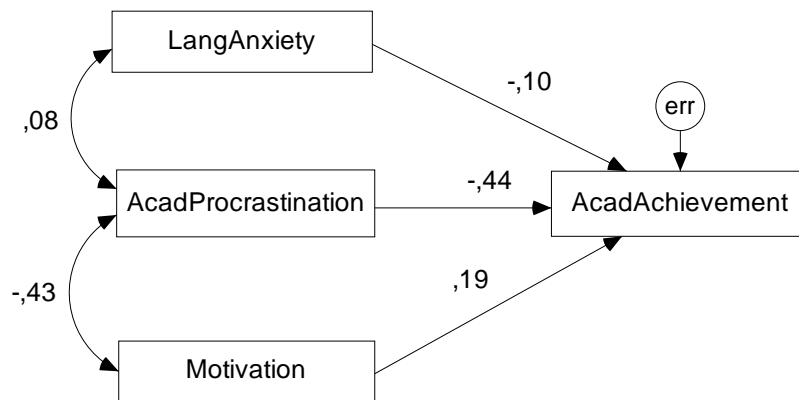 LangAnxiety
-,10
err
,08
AcadProcrastination
-,44
AcadAchievement
-,43
,19
Motivation